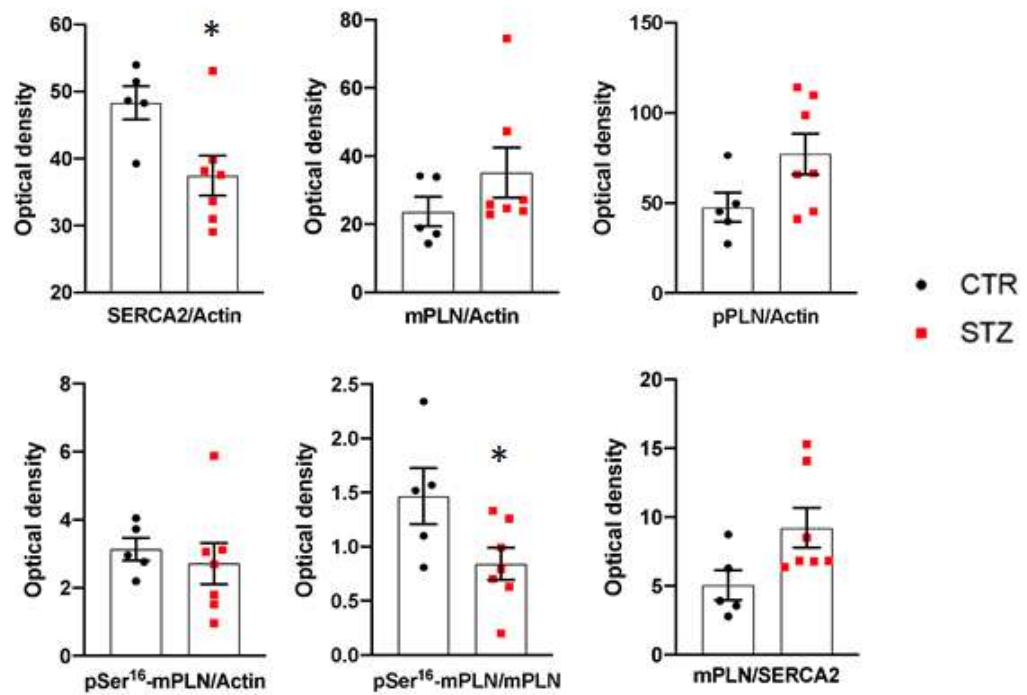 60
50
40
30
20
Optical density
*
SERCA2/Actin
80
60
40
20
0
Optical density
mPLN/Actin
150
100
50
0
Optical density
pPLN/Actin
CTR
STZ
8
6
4
2
0
Optical density
pSer¹⁶-mPLN/Actin
2.5
2.0
1.5
1.0
0.5
0.0
Optical density
*
pSer¹⁶-mPLN/mPLN
20
15
10
5
0
Optical density
mPLN/SERCA2